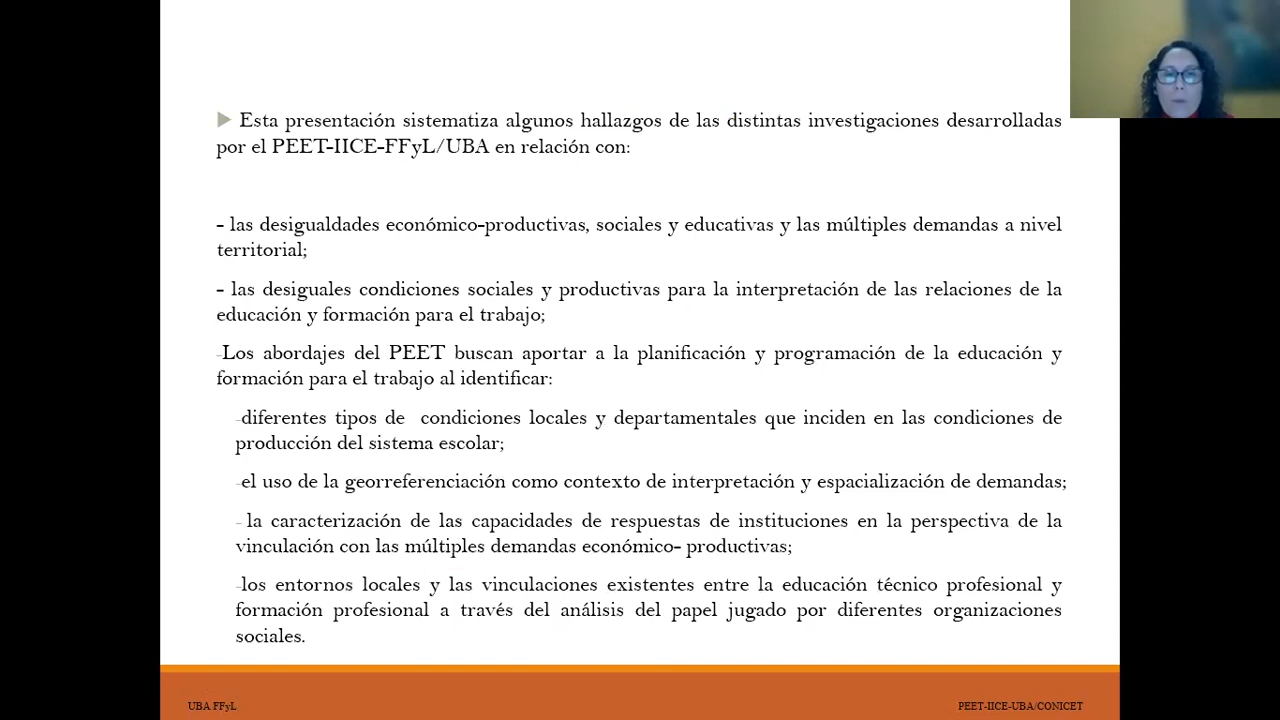 Esta presentación sistematiza algunos hallazgos de las distintas investigaciones desarrolladas
por el PEET-IICE-FFyL/UBA en relación con:
- las desigualdades económico-productivas, sociales y educativas y las múltiples demandas a nivel
territorial;
- las desiguales condiciones sociales y productivas para la interpretación de las relaciones de la
educación y formación para el trabajo;
-Los abordajes del PEET buscan aportar a la planificación y programación de la educación y
formación para el trabajo al identificar:
-diferentes tipos de condiciones locales y departamentales que inciden en las condiciones de
producción del sistema escolar;
-el uso de la georreferenciación como contexto de interpretación y espacialización de demandas;
- la caracterización de las capacidades de respuestas de instituciones en la perspectiva de la
vinculación con las múltiples demandas económico- productivas;
-los entornos locales y las vinculaciones existentes entre la educación técnico profesional y
formación profesional a través del análisis del papel jugado por diferentes organizaciones
sociales.
UBA FFyL
PEET-IICE-UBA/CONICET